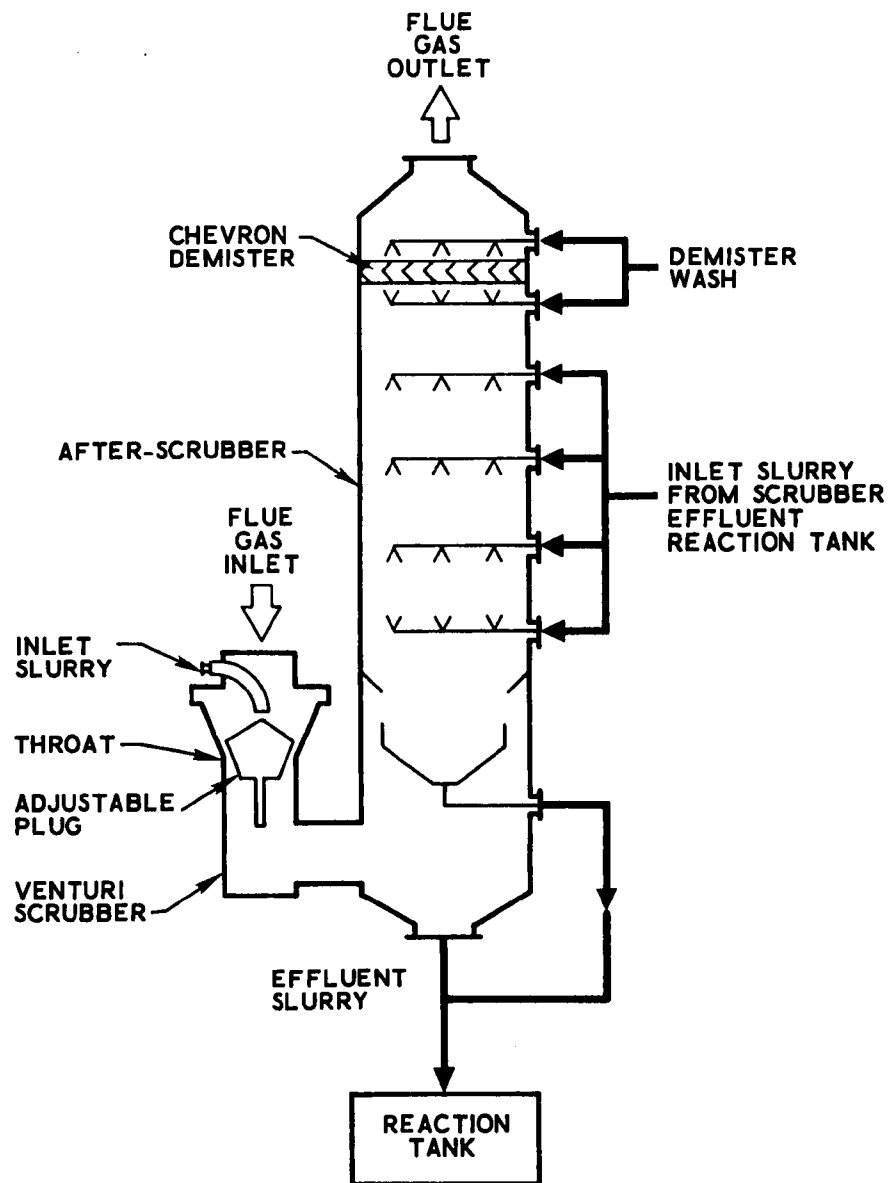 FLUE
GAS
OUTLET
CHEVRON
DEMISTER
DEMISTER
WASH
AFTER-SCRUBBER
INLET SLURRY
FROM SCRUBBER
EFFLUENT
REACTION TANK
FLUE
GAS
INLET
INLET
SLURRY
THROAT
ADJUSTABLE
PLUG
VENTURI
SCRUBBER
EFFLUENT
SLURRY
REACTION
TANK